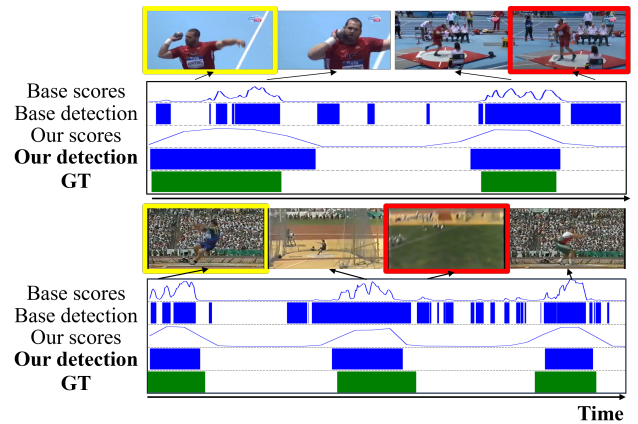 Base scores
Base detection
Our scores
Our detection
GT
Base scores
Base detection
Our scores
Our detection
GT
Time